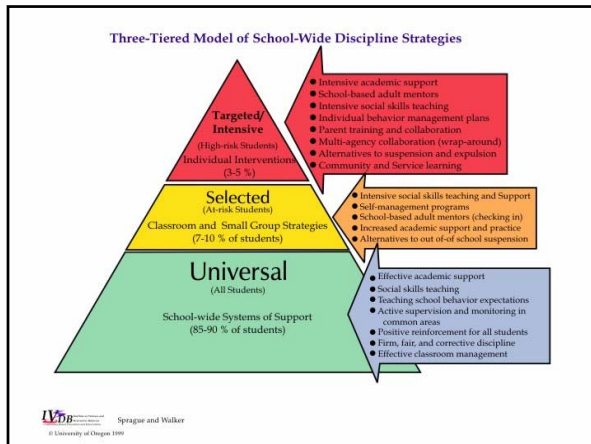 Three-Tiered Model of School-Wide Discipline Strategies
Targeted/
Intensive
(High-risk Students)
Individual Interventions
(3-5 %)
● Intensive academic support
● School-based adult mentors
● Intensive social skills teaching
● Individual behavior management plans
● Parent training and collaboration
● Multi-agency collaboration (wrap-around)
● Alternatives to suspension and expulsion
● Community and Service learning
Selected
(At-risk Students)
Classroom and Small Group Strategies
(7-10 % of students)
● Intensive social skills teaching and Support
● Self-management programs
● School-based adult mentors (checking in)
● Increased academic support and practice
● Alternatives to out of-of school suspension
Universal
(All Students)
School-wide Systems of Support
(85-90 % of students)
● Effective academic support
● Social skills teaching
● Teaching school behavior expectations
● Active supervision and monitoring in
common areas
● Positive reinforcement for all students
● Firm, fair, and corrective discipline
● Effective classroom management
IVDB
Sprague and Walker
© University of Oregon 1999